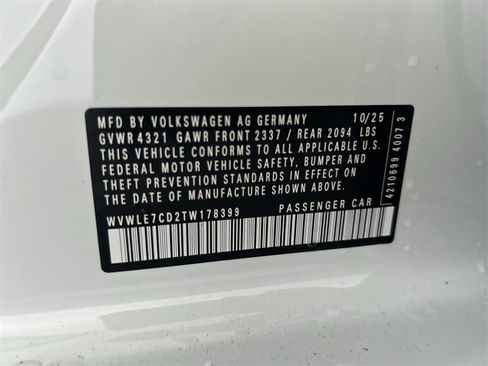 MFD BY VOLKSWAGEN AG GERMANY 10/25
GVWR 4321 GAWR FRONT 2337 / REAR 2094 LBS
THIS VEHICLE CONFORMS TO ALL APPLICABLE U.S.
FEDERAL MOTOR VEHICLE SAFETY, BUMPER AND
THEFT PREVENTION STANDARDS IN EFFECT ON
THE DATE OF MANUFACTURE SHOWN ABOVE.
WVWLE7CD2TW178399 PASSENGER CAR
4210699 4007 3